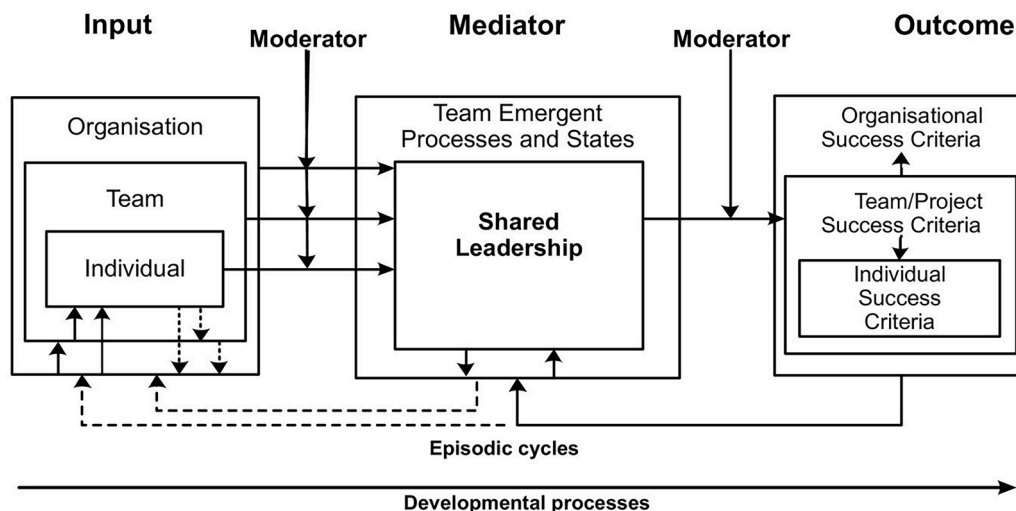 Input
Moderator
Mediator
Moderator
Outcome
Organisation
Team
Individual
Team Emergent
Processes and States
Shared
Leadership
Organisational
Success Criteria
Team/Project
Success Criteria
Individual
Success
Criteria
Episodic cycles
Developmental processes